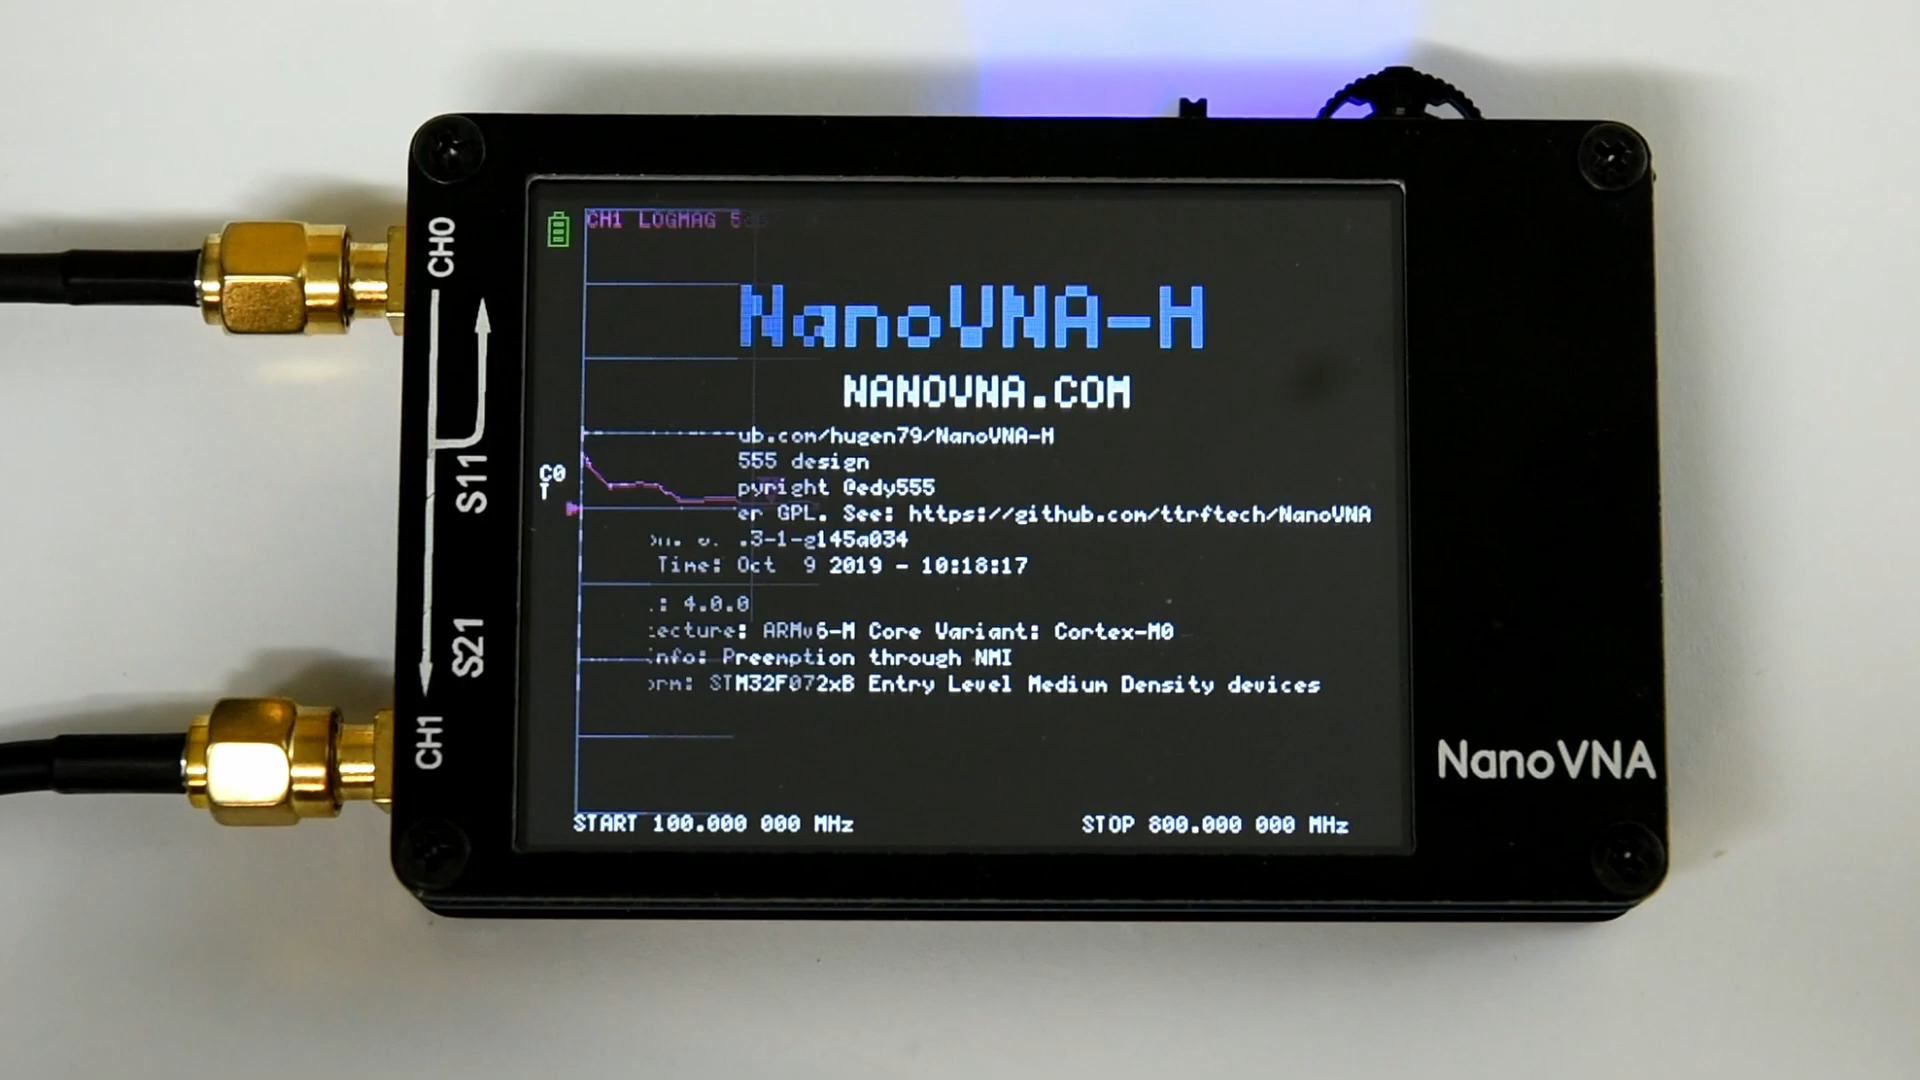 CH0
S11
S21
CH1
CH1 LOGMAG 5
NanoVNA-H
NANOVNA.COM
ub.com/hugen79/NanoVNA-H
555 design
pyright @edy555
er GPL. See: https://github.com/ttrftech/NanoVNA
.3-1-g145a034
Time: Oct 9 2019 - 10:18:17
: 4.0.0
ecture: ARMv6-M Core Variant: Cortex-M0
nfo: Preemption through NMI
orm: STM32F072xB Entry Level Medium Density devices
C0
T
START 100.000 000 MHz STOP 800.000 000 MHz
NanoVNA